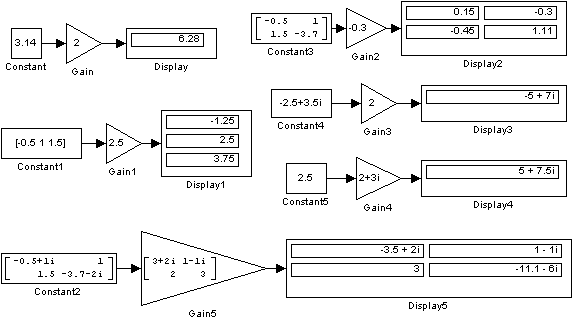 3.14
2
6.28
Constant
Gain
Display
-0.5 1
1.5 -3.7
-0.3
0.15 -0.3
-0.45 1.11
Constant3
Gain2
Display2
-2.5+3.5i
2
-5 + 7i
Constant4
Gain3
Display3
[-0.5 1 1.5]
2.5
-1.25
2.5
3.75
Constant1
Gain1
Display1
2.5
2+3i
5 + 7.5i
Constant5
Gain4
Display4
-0.5+1i 1
1.5 -3.7-2i
3+2i 1-1i
2 3
-3.5 + 2i 1 - 1i
3 -11.1 - 6i
Constant2
Gain5
Display5